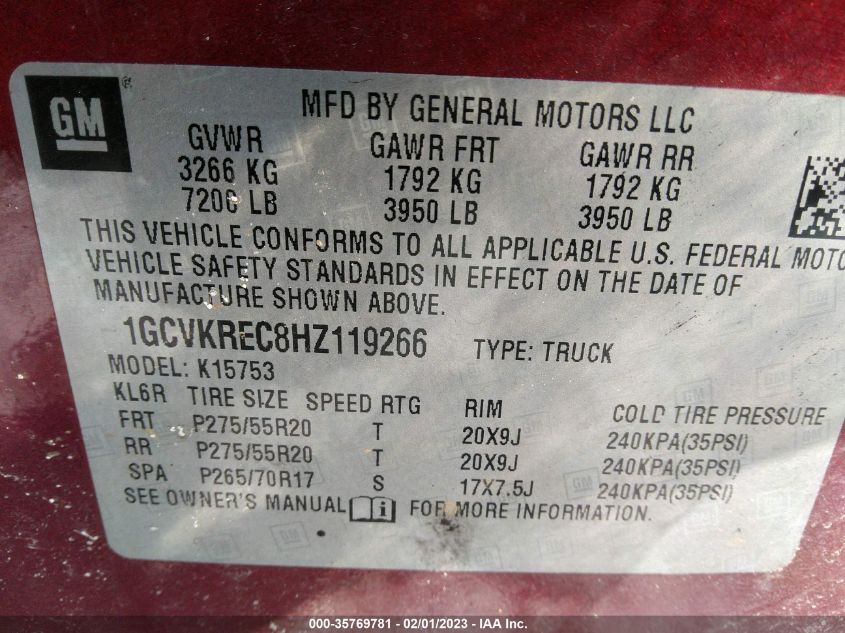 GM
®
MFD BY GENERAL MOTORS LLC
GVWR GAWR FRT GAWR RR
3266 KG 1792 KG 1792 KG
7200 LB 3950 LB 3950 LB
THIS VEHICLE CONFORMS TO ALL APPLICABLE U.S. FEDERAL MOTO
VEHICLE SAFETY STANDARDS IN EFFECT ON THE DATE OF
MANUFACTURE SHOWN ABOVE.
1GCVKREC8HZ119266 TYPE: TRUCK
MODEL: K15753
KL6R TIRE SIZE SPEED RTG RIM COLD TIRE PRESSURE
FRT P275/55R20 T 20X9J 240KPA(35PSI)
RR P275/55R20 T 20X9J 240KPA(35PSI)
SPA P265/70R17 S 17X7.5J 240KPA(35PSI)
SEE OWNER'S MANUAL i FOR MORE INFORMATION.
000-35769781 / 02/01/2023 - © IAA Inc.